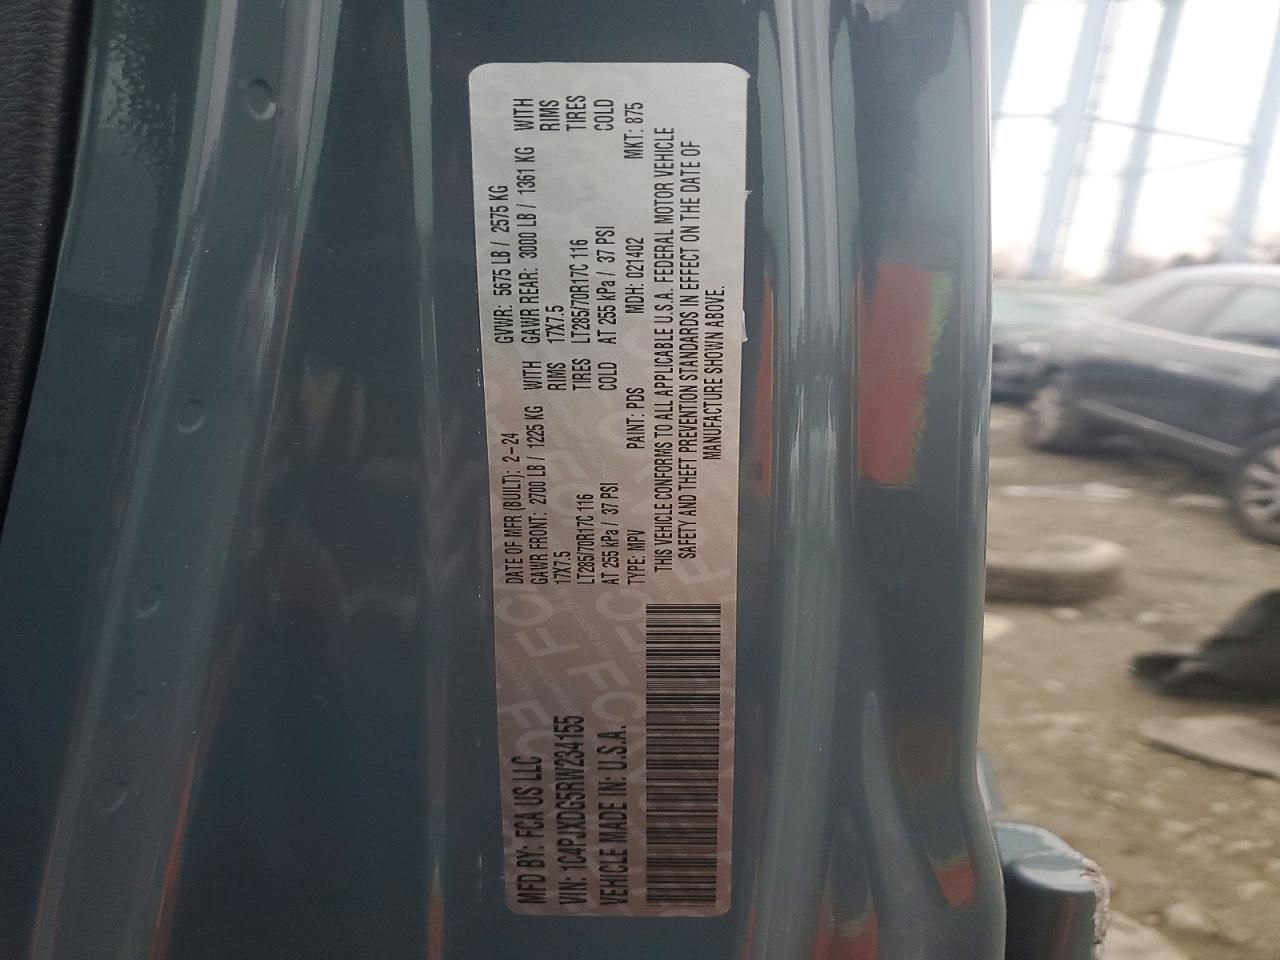 MFD BY: FCA US LLC
VIN: 1C4PJXDG5RW234155
VEHICLE MADE IN: U.S.A.
DATE OF MFR (BUILT): 2-24 GVWR: 5675 LB / 2575 KG
GAWR FRONT: 2700 LB / 1225 KG WITH GAWR REAR: 3000 LB / 1361 KG WITH
17X7.5 RIMS 17X7.5 RIMS
LT285/70R17C 116 TIRES LT285/70R17C 116 TIRES
AT 255 kPa / 37 PSI COLD AT 255 kPa / 37 PSI COLD
TYPE: MPV PAINT: PDS MDH: 021402 MKT: 875
THIS VEHICLE CONFORMS TO ALL APPLICABLE U.S.A. FEDERAL MOTOR VEHICLE
SAFETY AND THEFT PREVENTION STANDARDS IN EFFECT ON THE DATE OF
MANUFACTURE SHOWN ABOVE.